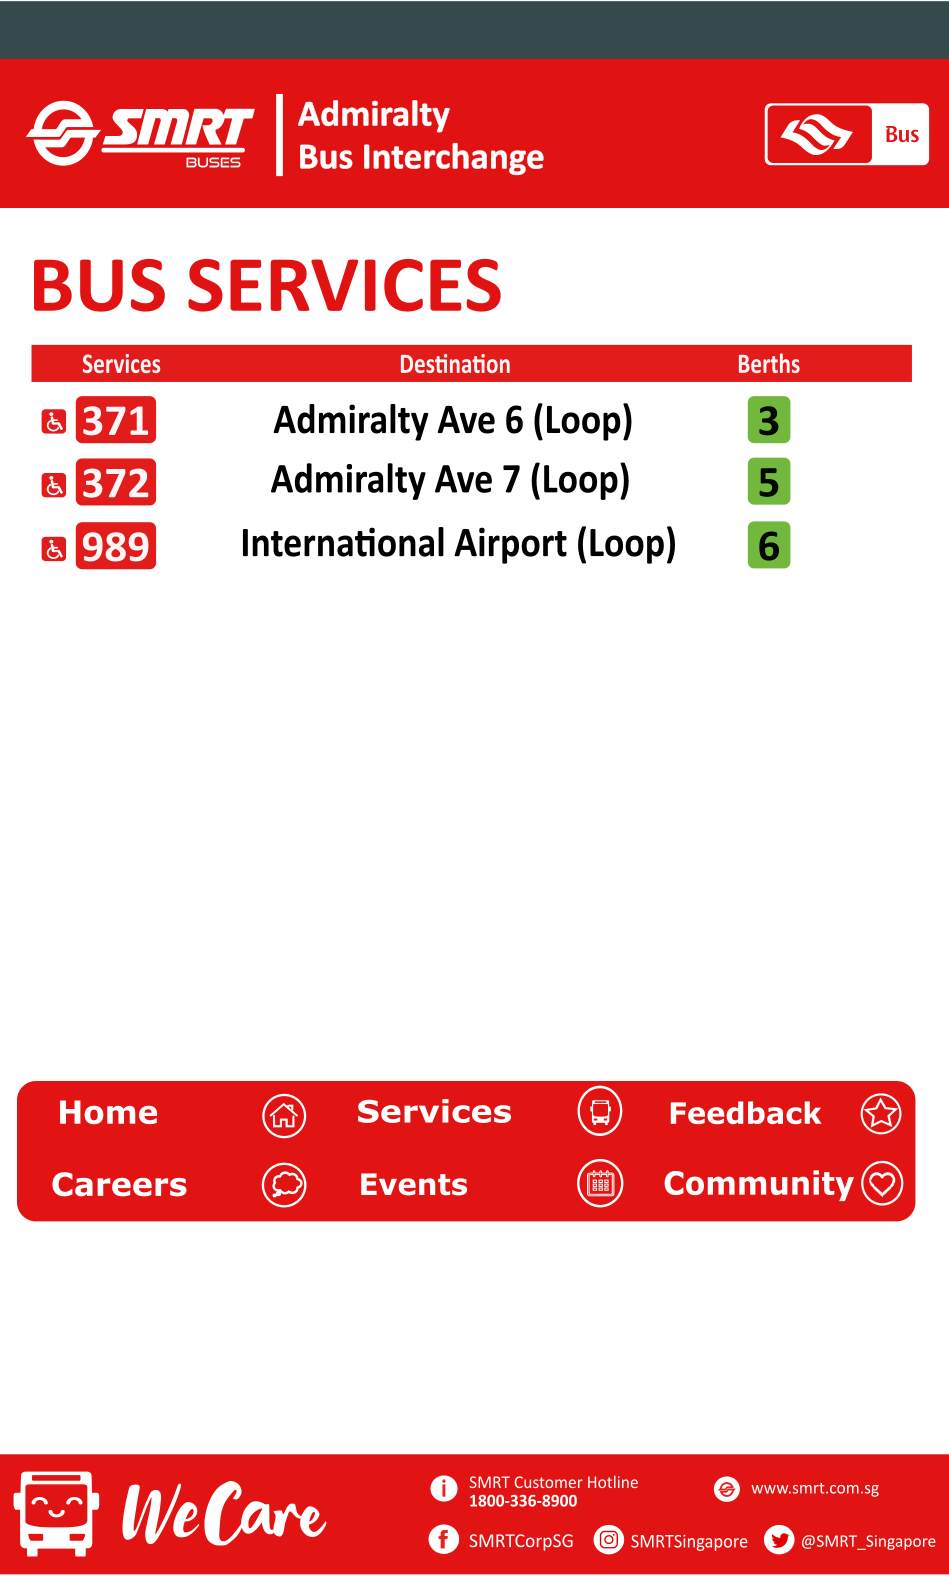 SMRT
BUSES
Admiralty
Bus Interchange
Bus
BUS SERVICES
Services Destination Berths
371 Admiralty Ave 6 (Loop) 3
372 Admiralty Ave 7 (Loop) 5
989 International Airport (Loop) 6
Home Services Feedback
Careers Events Community
WeCare
SMRT Customer Hotline
1800-336-8900
www.smrt.com.sg
SMRTCorpSG SMRTSingapore @SMRT_Singapore